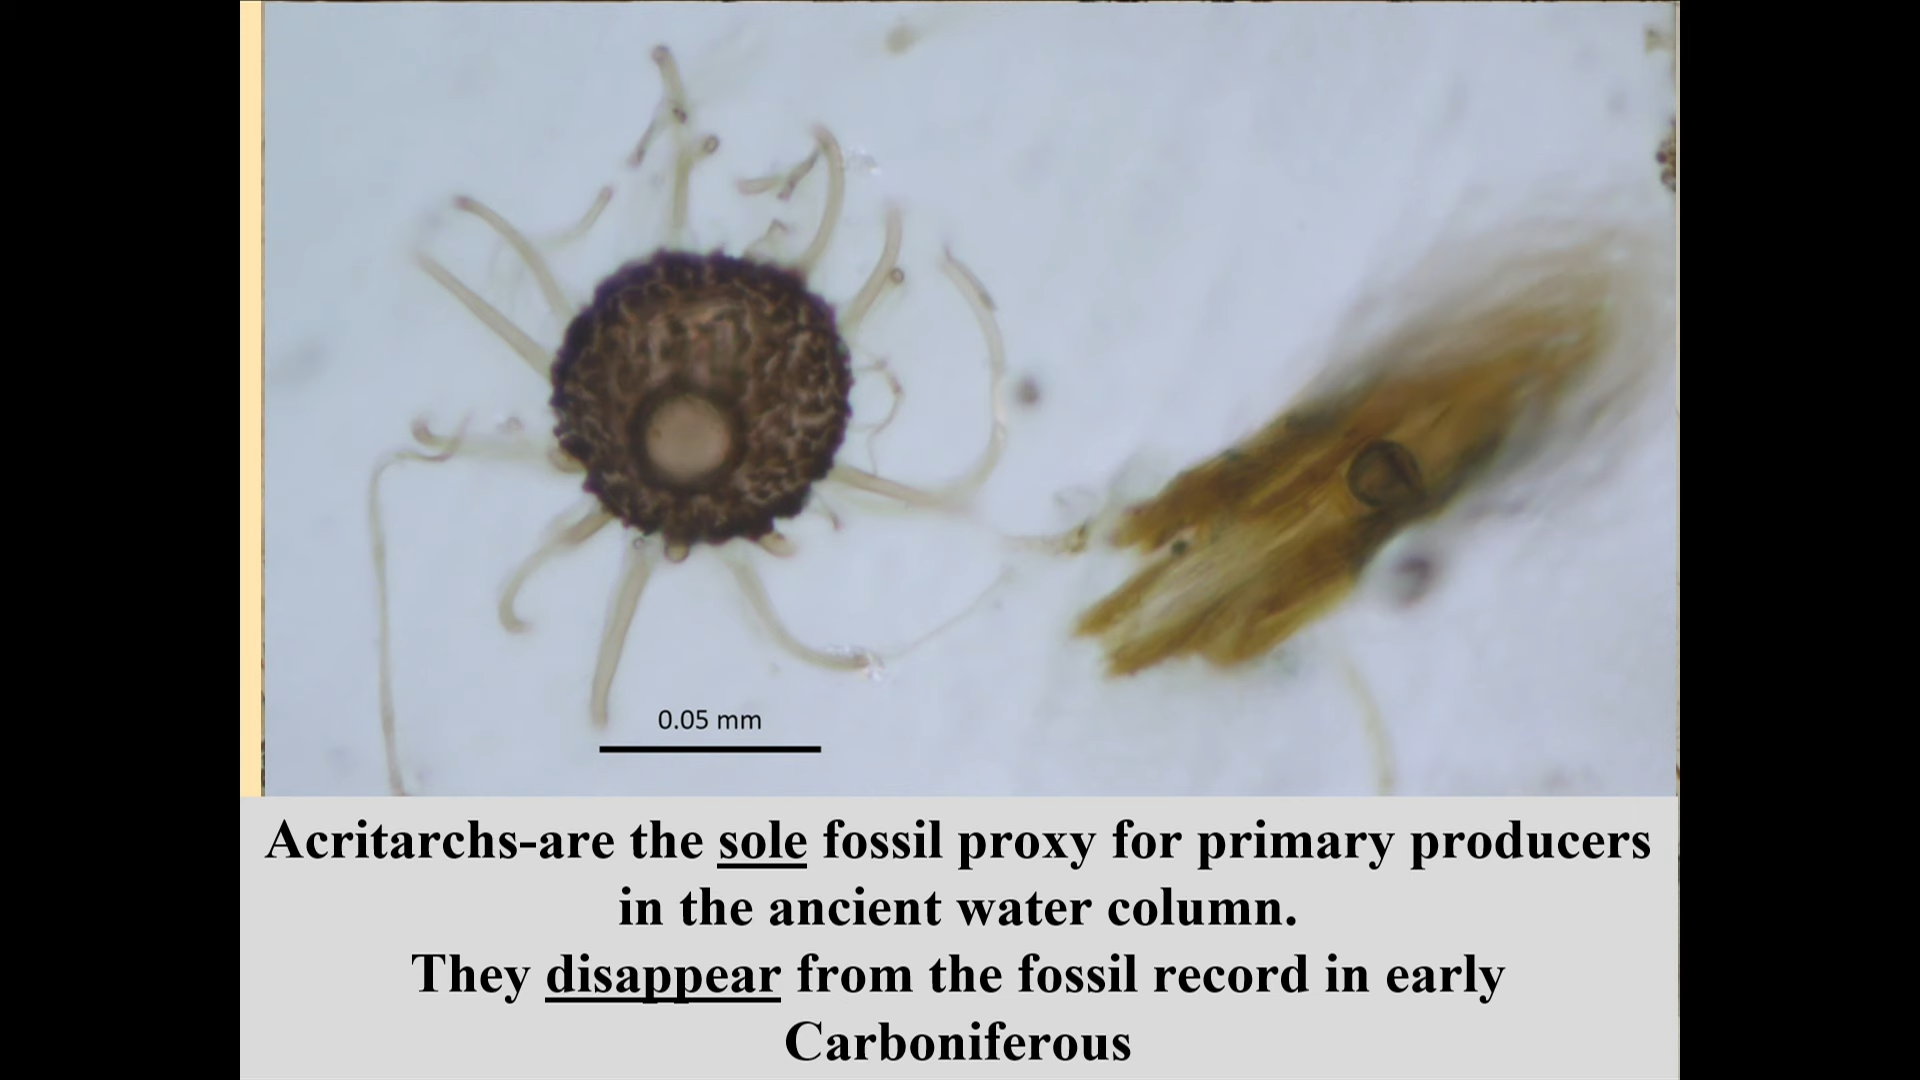 0.05 mm
Acritarchs-are the sole fossil proxy for primary producers
in the ancient water column.
They disappear from the fossil record in early
Carboniferous